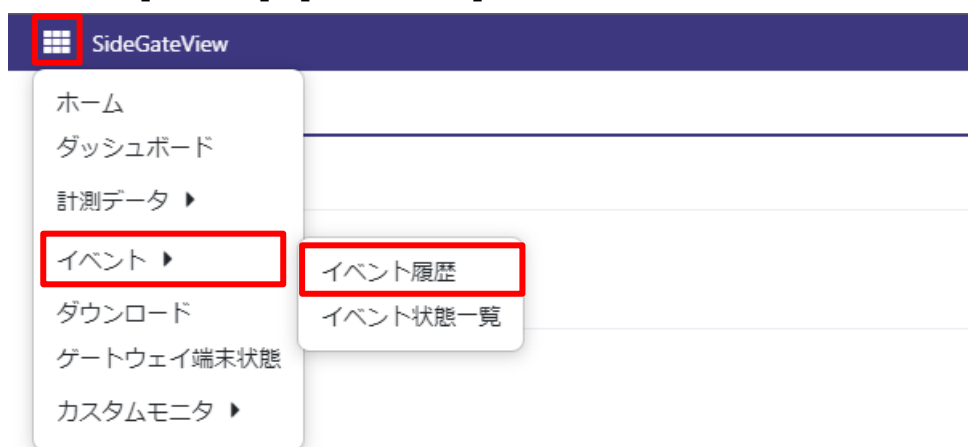 SideGateView
ホーム
ダッシュボード
計測データ
イベント
イベント履歴
イベント状態一覧
ダウンロード
ゲートウェイ端末状態
カスタムモニタ